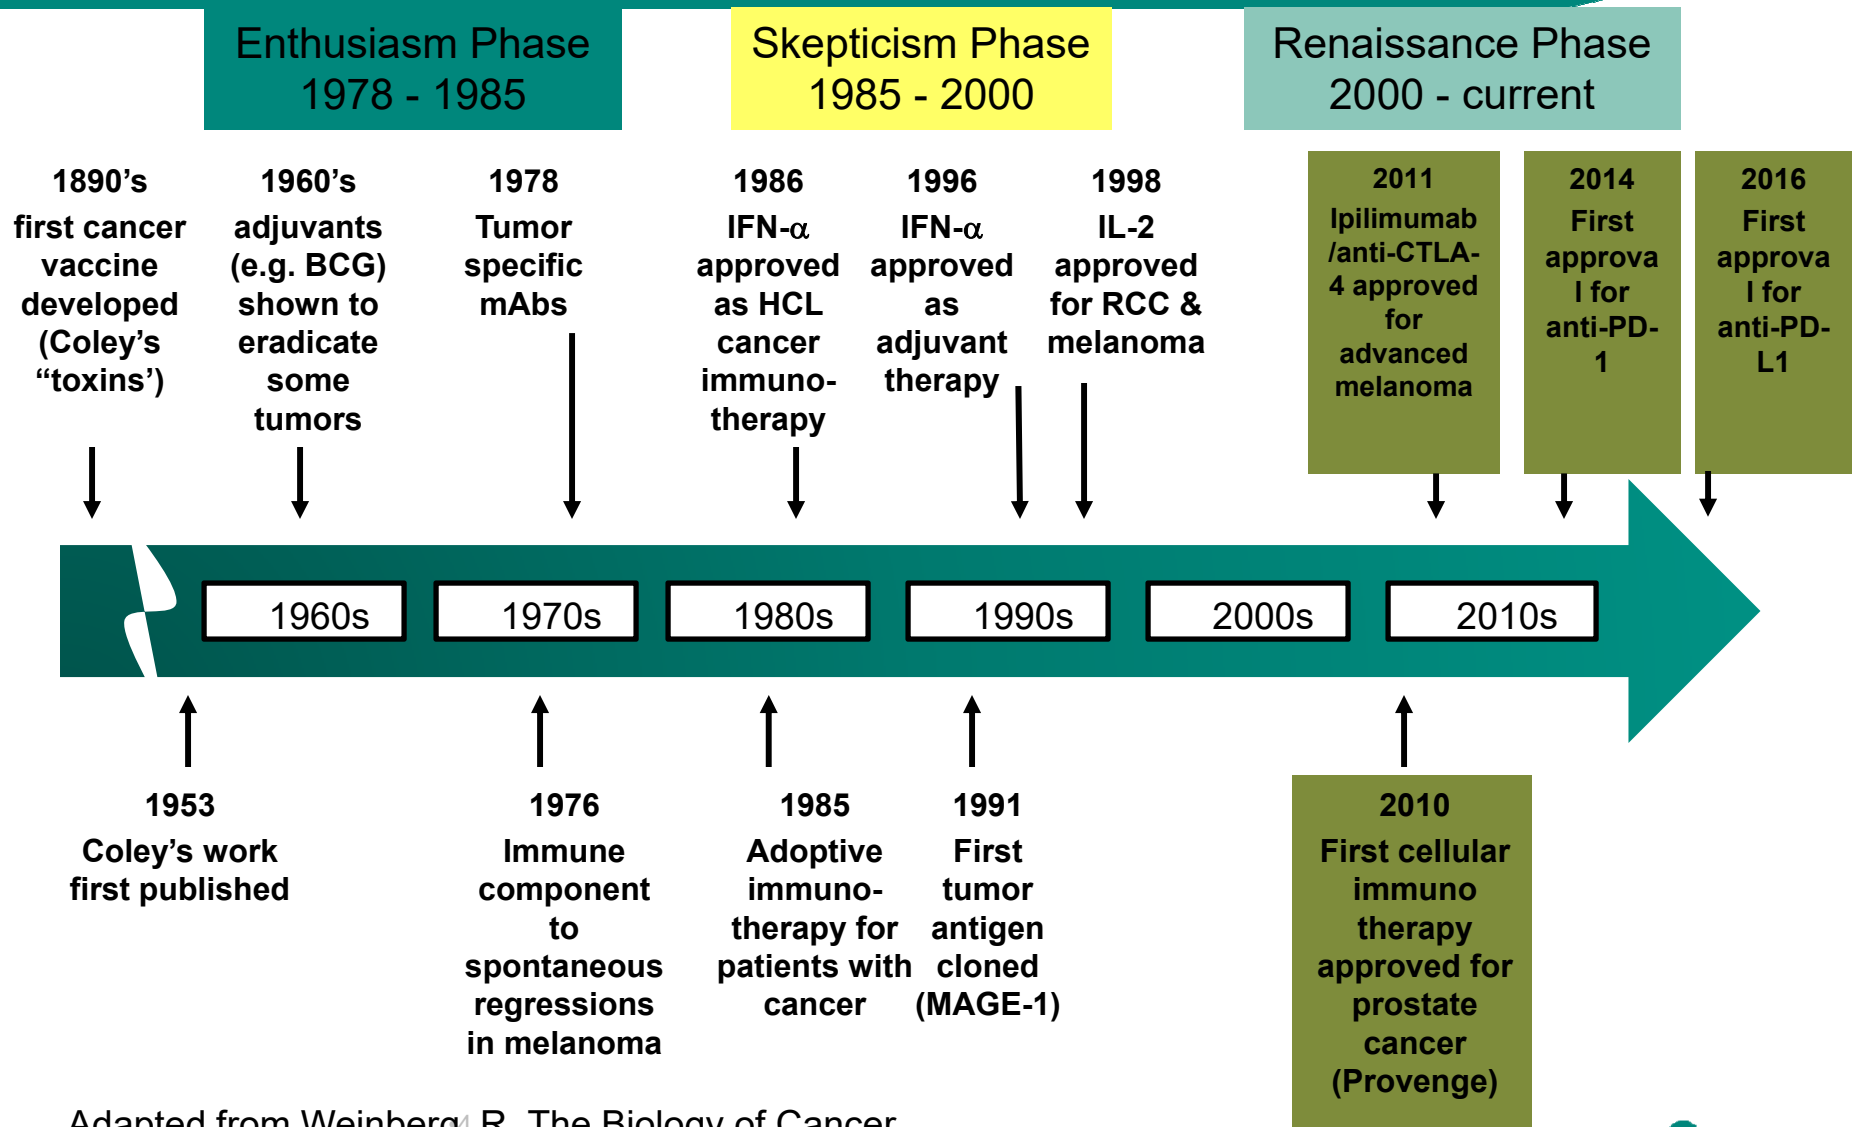 Enthusiasm Phase
1978 - 1985
Skepticism Phase
1985 - 2000
Renaissance Phase
2000 - current
1890’s
first cancer
vaccine
developed
(Coley’s
“toxins’)
1960’s
adjuvants
(e.g. BCG)
shown to
eradicate
some
tumors
1978
Tumor
specific
mAbs
1986
IFN-α
approved
as HCL
cancer
immuno-
therapy
1996
IFN-α
approved
as
adjuvant
therapy
1998
IL-2
approved
for RCC &
melanoma
2011
Ipilimumab
/anti-CTLA-
4 approved
for
advanced
melanoma
2014
First
approva
l for
anti-PD-
1
2016
First
approva
l for
anti-PD-
L1
1960s
1970s
1980s
1990s
2000s
2010s
1953
Coley’s work
first published
1976
Immune
component
to
spontaneous
regressions
in melanoma
1985
Adoptive
immuno-
therapy for
patients with
cancer
1991
First
tumor
antigen
cloned
(MAGE-1)
2010
First cellular
immuno
therapy
approved for
prostate
cancer
(Provenge)
Adapted from Weinberg, R. The Biology of Cancer